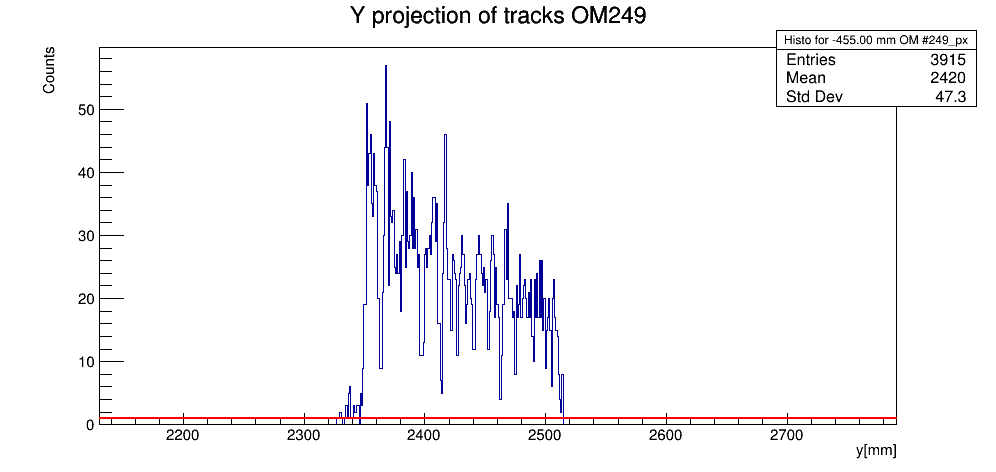 Y projection of tracks OM249
Histo for -455.00 mm OM #249_px
Entries 3915
Mean 2420
Std Dev 47.3
Counts
50
40
30
20
10
0
2200 2300 2400 2500 2600 2700
y[mm]